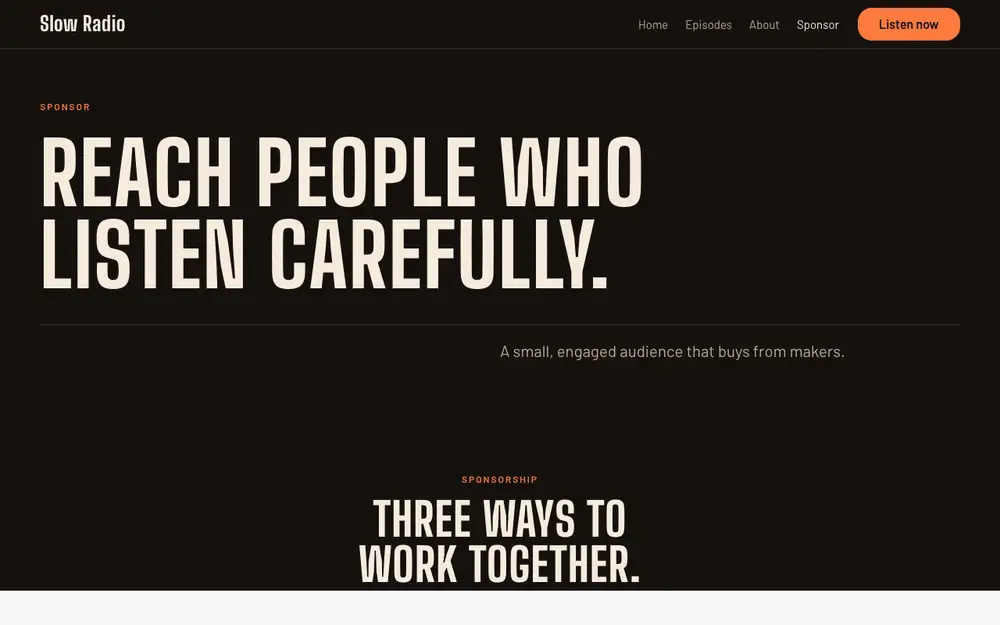 Slow Radio
Home Episodes About Sponsor Listen now
SPONSOR
REACH PEOPLE WHO
LISTEN CAREFULLY.
A small, engaged audience that buys from makers.
SPONSORSHIP
THREE WAYS TO
WORK TOGETHER.